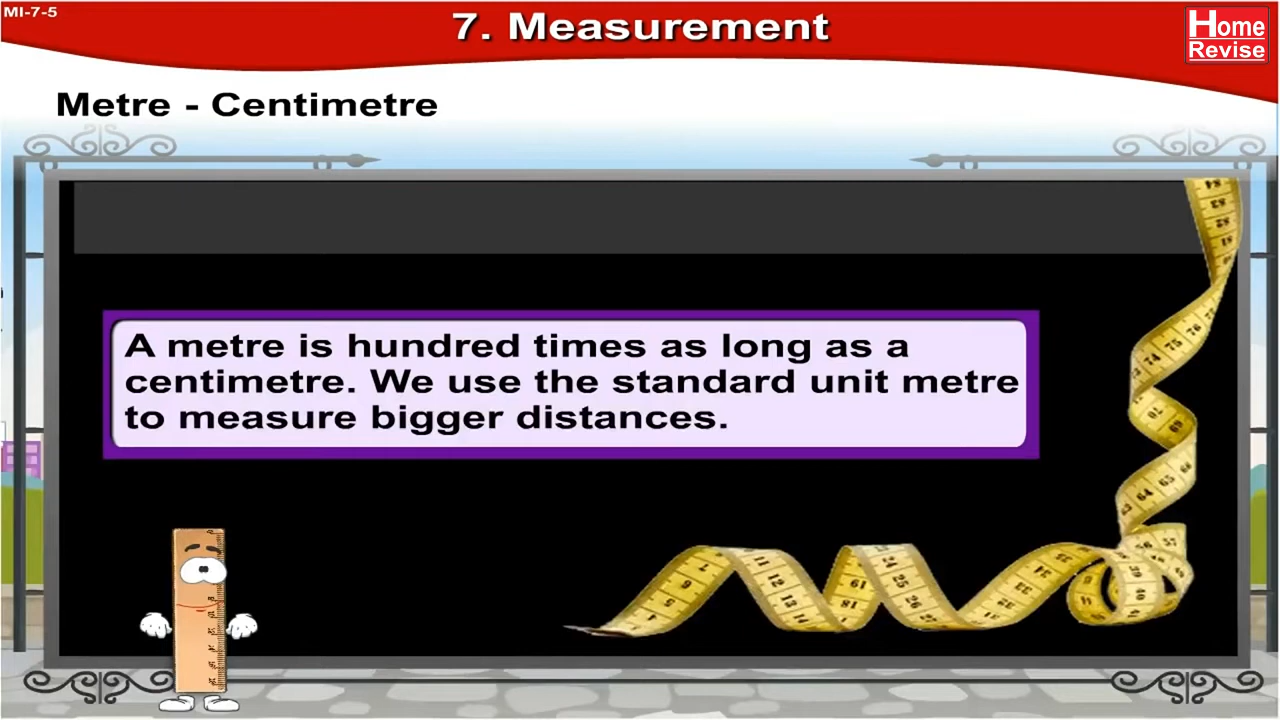 MI-7-5
7. Measurement
Home
Revise
Metre - Centimetre
A metre is hundred times as long as a
centimetre. We use the standard unit metre
to measure bigger distances.